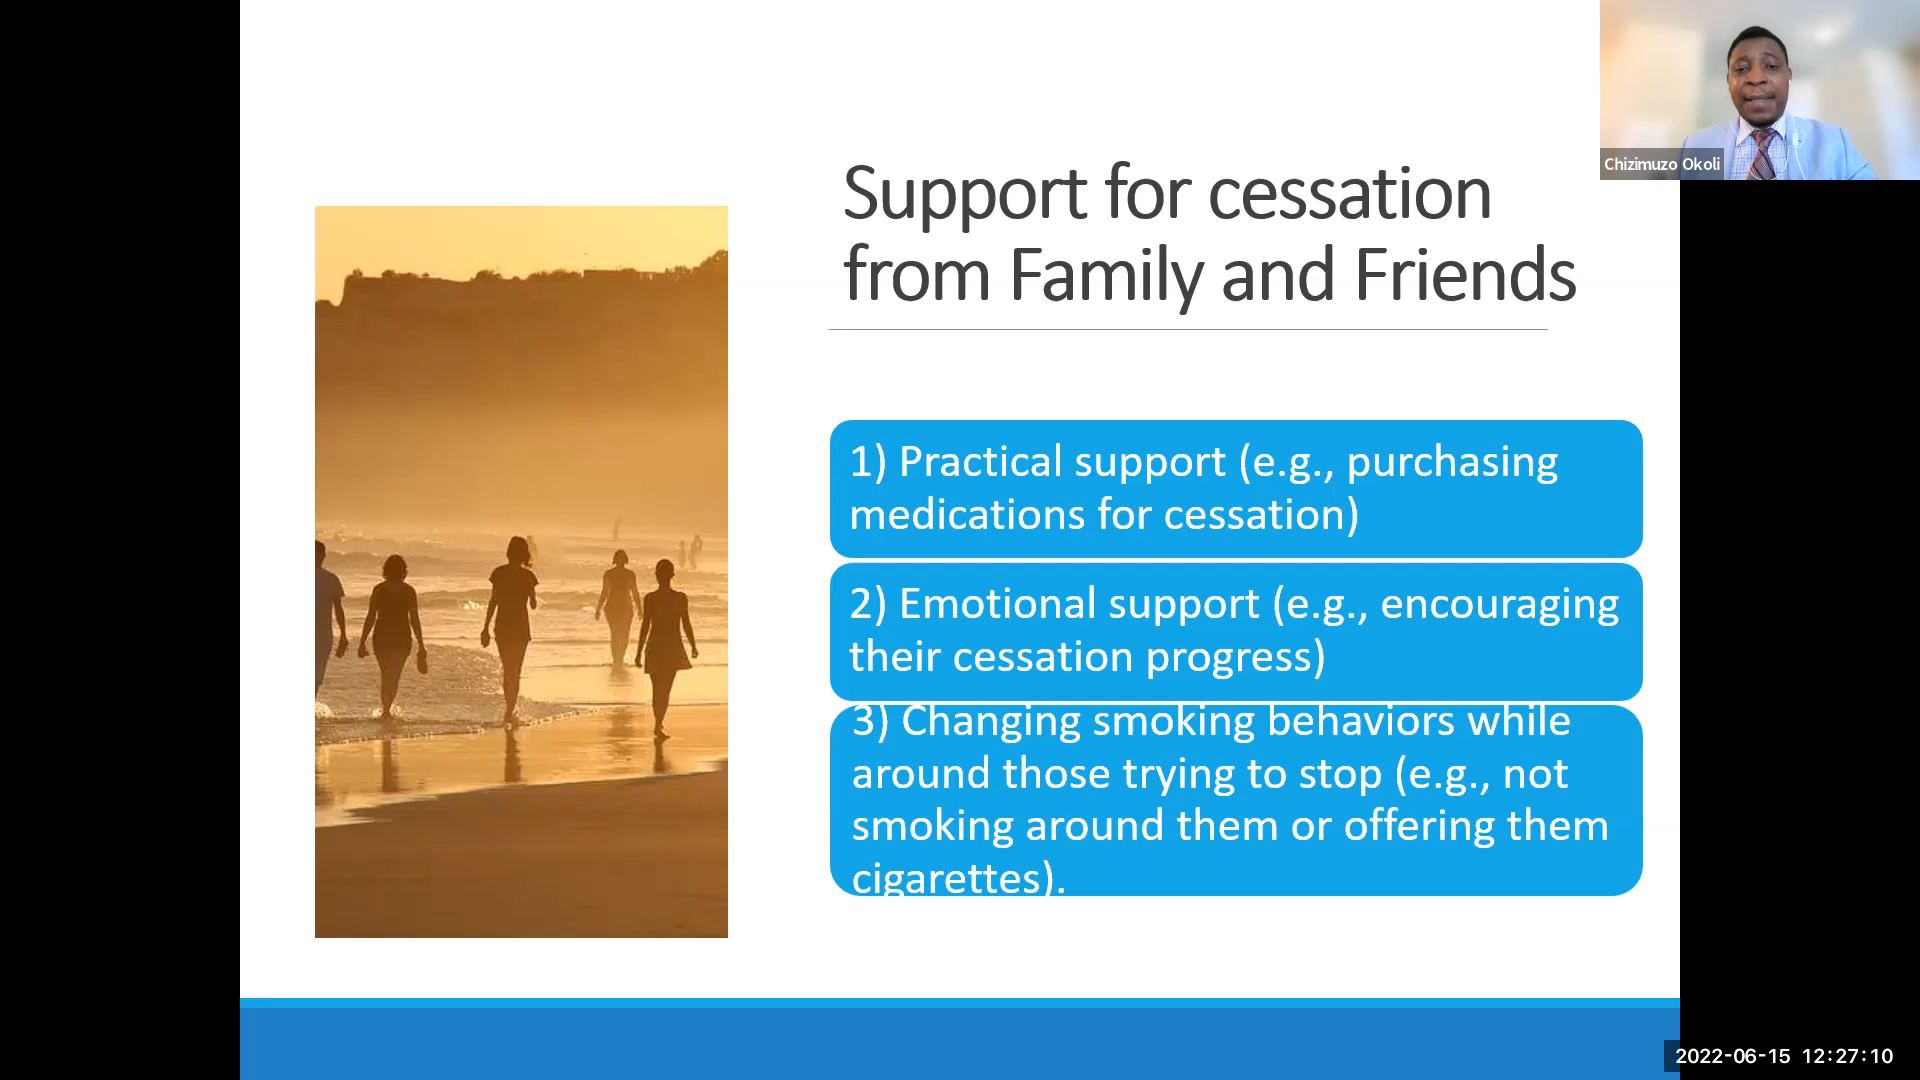 Chizimuzo Okoli
Support for cessation
from Family and Friends
1) Practical support (e.g., purchasing
medications for cessation)
2) Emotional support (e.g., encouraging
their cessation progress)
3) Changing smoking behaviors while
around those trying to stop (e.g., not
smoking around them or offering them
cigarettes).
2022-06-15 12:27:10